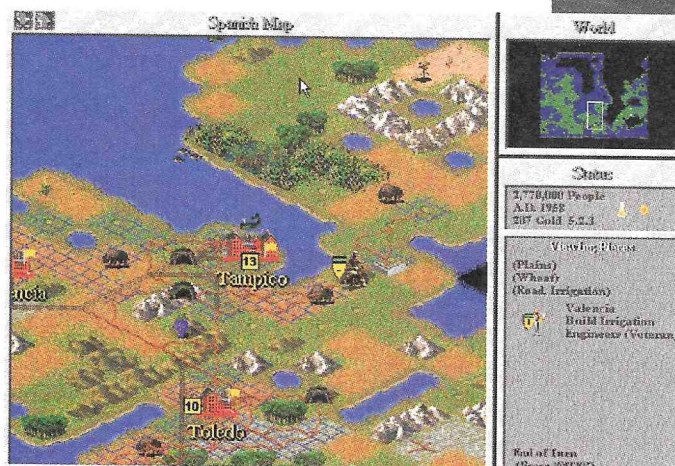 Spanish Map
World
Status
2,770,000 People
A.D. 1958
207 Gold 5.2.3
Viewing Pieces
(Plains)
(Wheat)
(Road, Irrigation)
Valencia
Build Irrigation
Engineers (Veteran)
End of Turn
13
Tampico
encia
10
Toledo